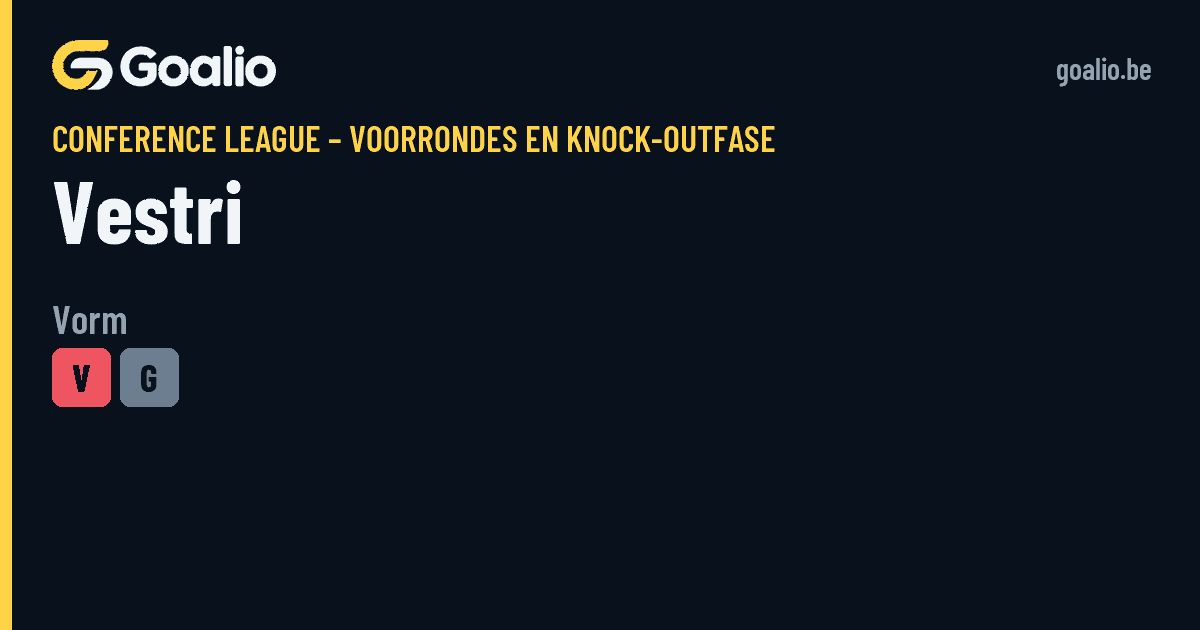 Goalio
goalio.be
CONFERENCE LEAGUE – VOORRONDES EN KNOCK-OUTFASE
Vestri
Vorm
V G